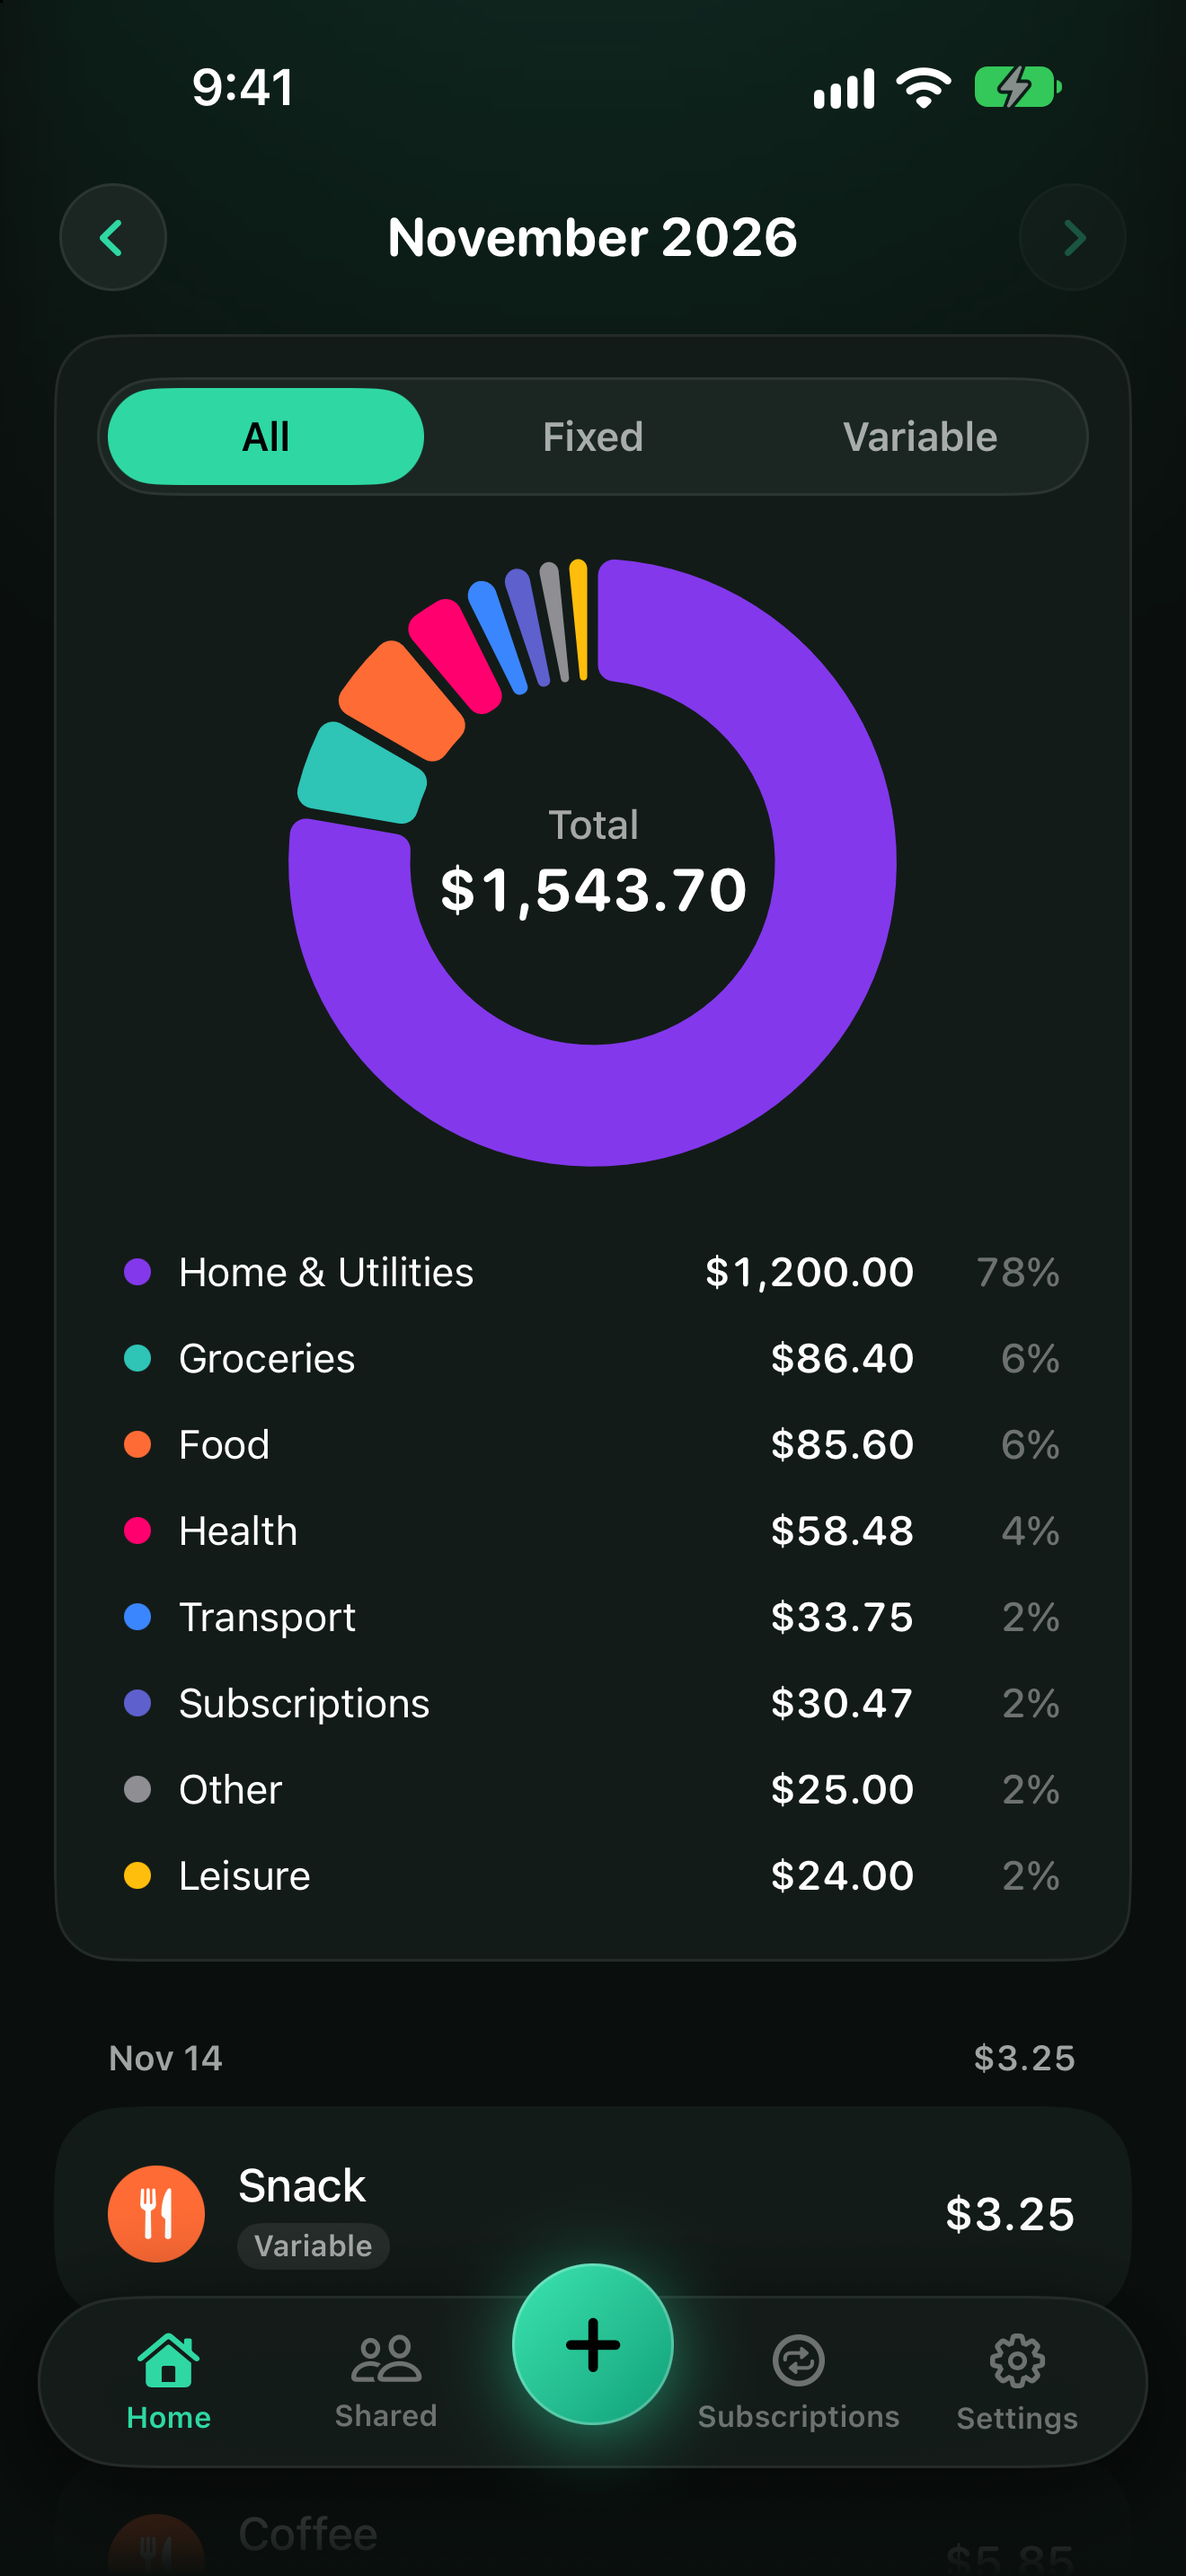 9:41
November 2026
All Fixed Variable
Total
$1,543.70
Home & Utilities $1,200.00 78%
Groceries $86.40 6%
Food $85.60 6%
Health $58.48 4%
Transport $33.75 2%
Subscriptions $30.47 2%
Other $25.00 2%
Leisure $24.00 2%
Nov 14 $3.25
Snack
Variable
$3.25
Home Shared Subscriptions Settings
Coffee
$5.85